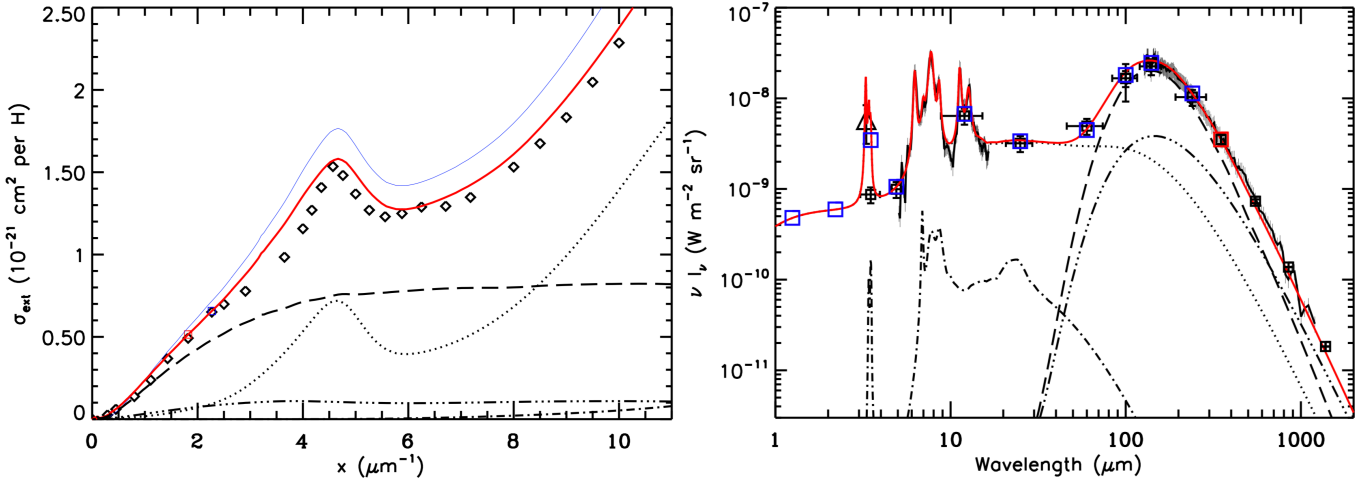 2.50
2.00
1.50
1.00
0.50
0
0 2 4 6 8 10
x (μm⁻¹)
σext (10⁻²¹ cm² per H)
10⁻⁷
10⁻⁸
10⁻⁹
10⁻¹⁰
10⁻¹¹
1 10 100 1000
Wavelength (μm)
ν Iν (W m⁻² sr⁻¹)